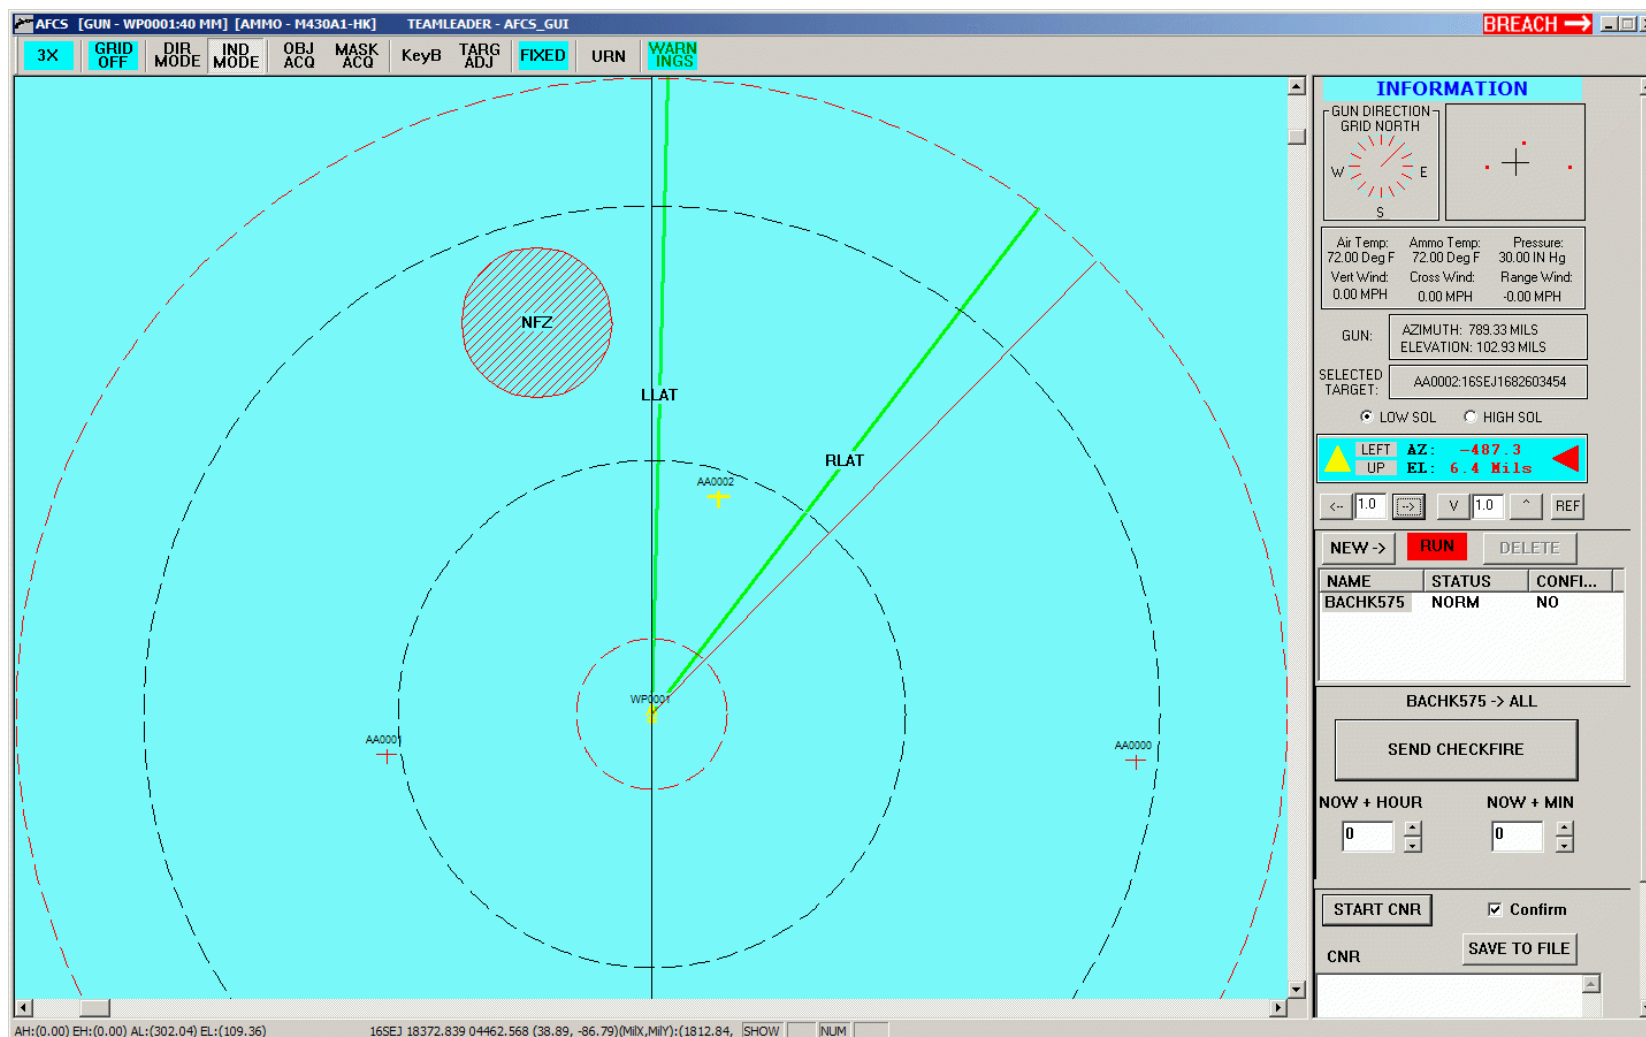 AFCS [GUN - WP0001:40 MM] [AMMO - M430A1-HK] TEAMLEADER - AFCS_GUI
BREACH
3X
GRID OFF
DIR MODE
IND MODE
OBJ ACQ
MASK ACQ
KeyB
TARG ADJ
FIXED
URN
WARN INGS
NFZ
LLAT
RLAT
AA0002
WP0001
AA0001
AA0000
INFORMATION
GUN DIRECTION
GRID NORTH
W E
S
Air Temp: Ammo Temp: Pressure:
72.00 Deg F 72.00 Deg F 30.00 IN Hg
Vert Wind: Cross Wind: Range Wind:
0.00 MPH 0.00 MPH -0.00 MPH
GUN:
AZIMUTH: 789.33 MILS
ELEVATION: 102.93 MILS
SELECTED TARGET:
AA0002:16SEJ1682603454
LOW SOL HIGH SOL
LEFT AZ: -487.3
UP EL: 6.4 Mils
<-- 1.0 --> V 1.0 ^ REF
NEW -> RUN DELETE
NAME STATUS CONFI...
BACHK575 NORM NO
BACHK575 -> ALL
SEND CHECKFIRE
NOW + HOUR NOW + MIN
0 0
START CNR Confirm
CNR SAVE TO FILE
AH:(0.00) EH:(0.00) AL:(302.04) EL:(109.36) 16SEJ 18372.839 04462.568 (38.89, -86.79)(MilX,MilY):(1812.84, SHOW NUM